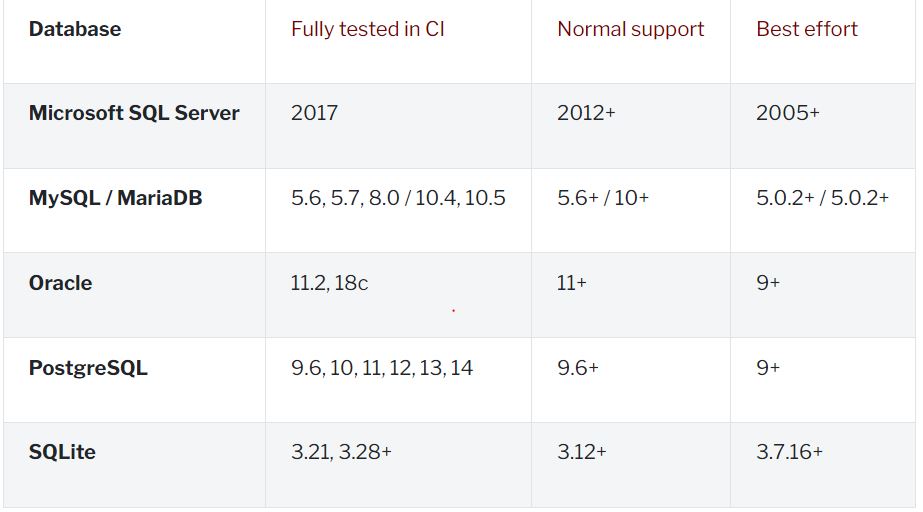 Database Fully tested in CI Normal support Best effort
Microsoft SQL Server 2017 2012+ 2005+
MySQL / MariaDB 5.6, 5.7, 8.0 / 10.4, 10.5 5.6+ / 10+ 5.0.2+ / 5.0.2+
Oracle 11.2, 18c 11+ 9+
PostgreSQL 9.6, 10, 11, 12, 13, 14 9.6+ 9+
SQLite 3.21, 3.28+ 3.12+ 3.7.16+